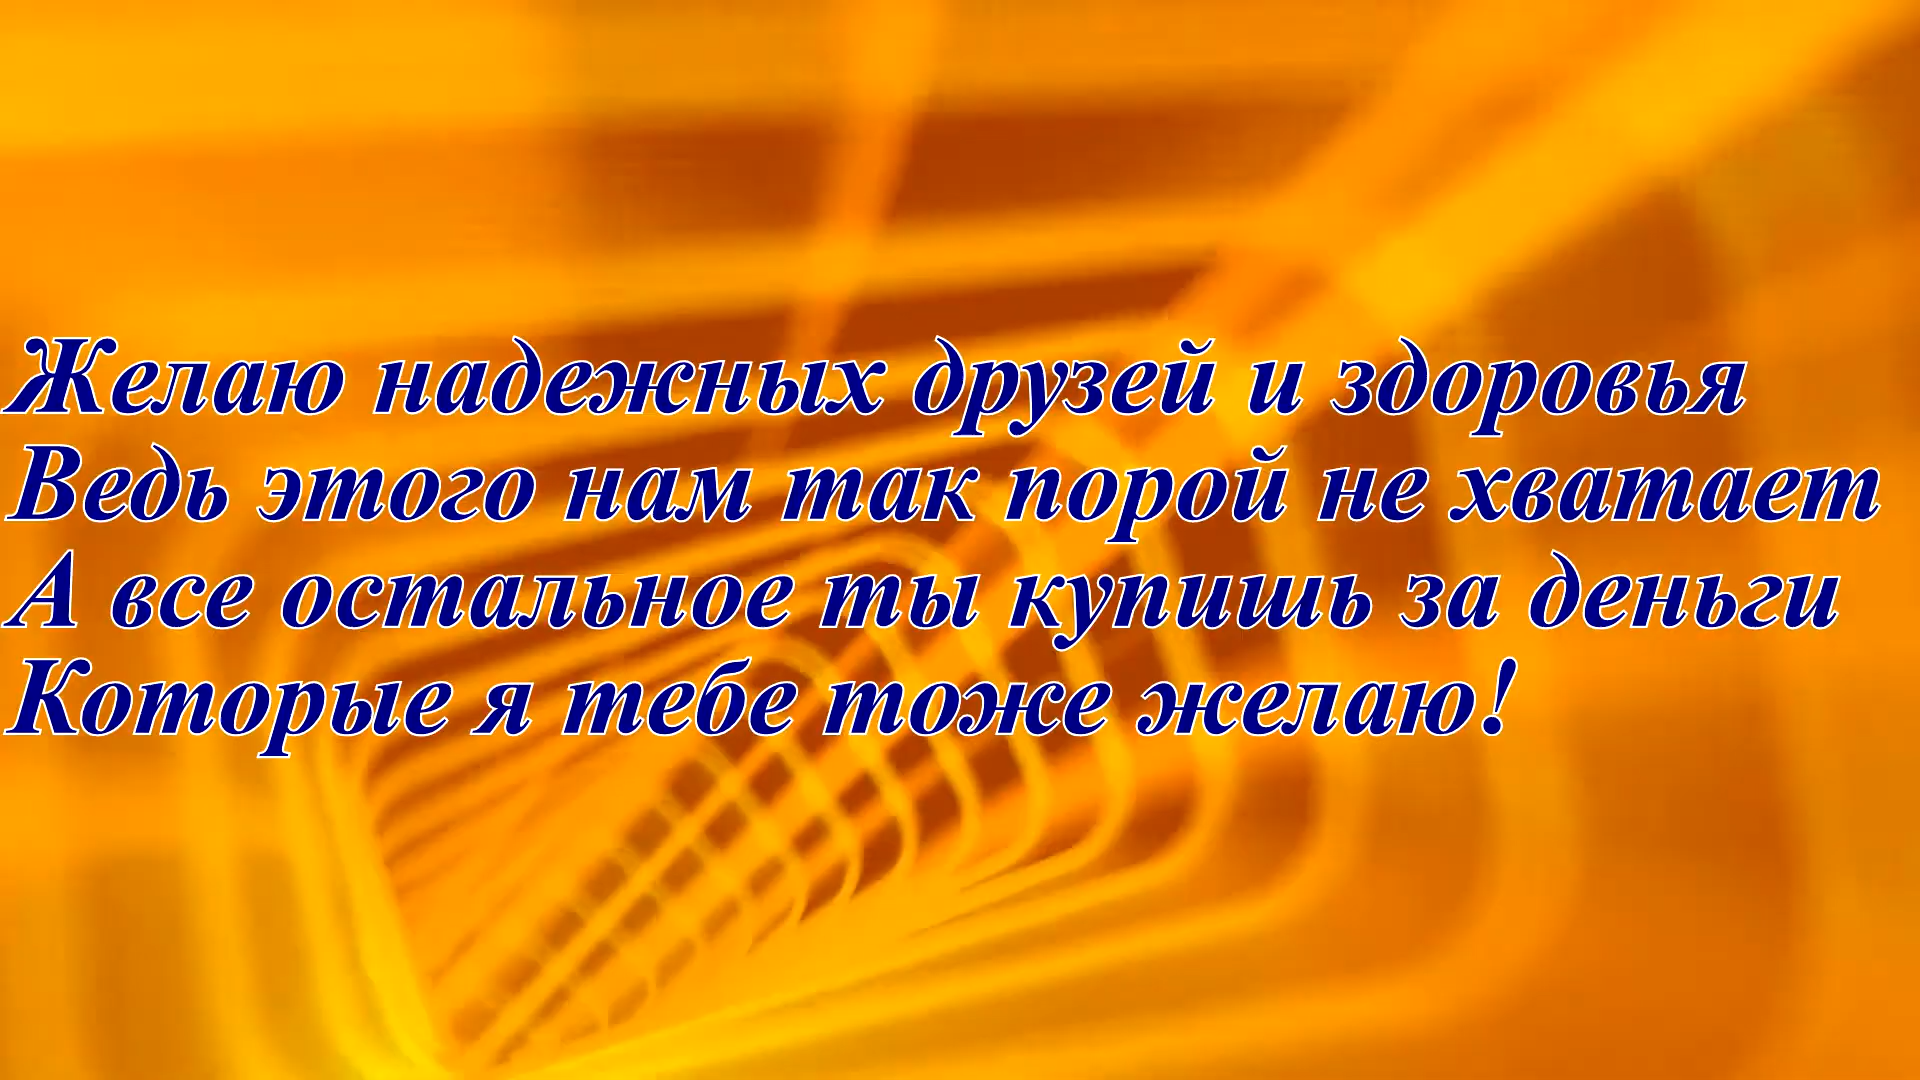 Желаю надежных друзей и здоровья
Ведь этого нам так порой не хватает
А все остальное ты купишь за деньги
Которые я тебе тоже желаю!